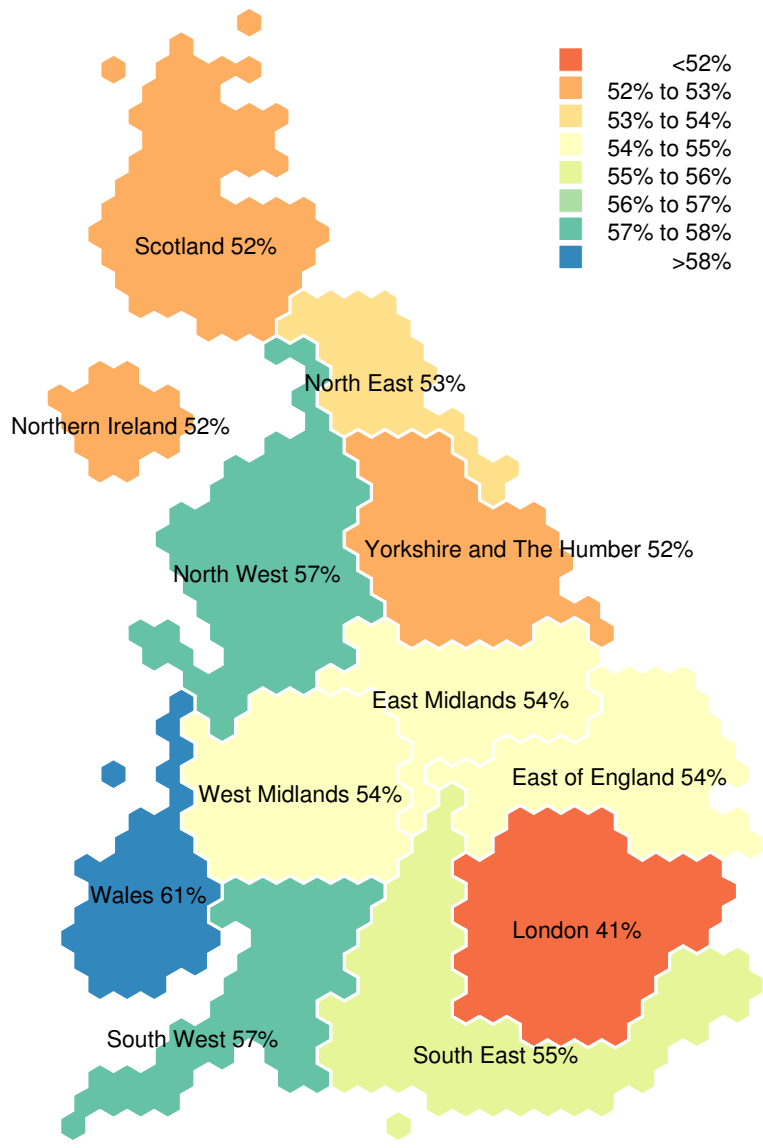 <52%
52% to 53%
53% to 54%
54% to 55%
55% to 56%
56% to 57%
57% to 58%
>58%
Scotland 52%
North East 53%
Northern Ireland 52%
Yorkshire and The Humber 52%
North West 57%
East Midlands 54%
East of England 54%
West Midlands 54%
Wales 61%
London 41%
South West 57%
South East 55%